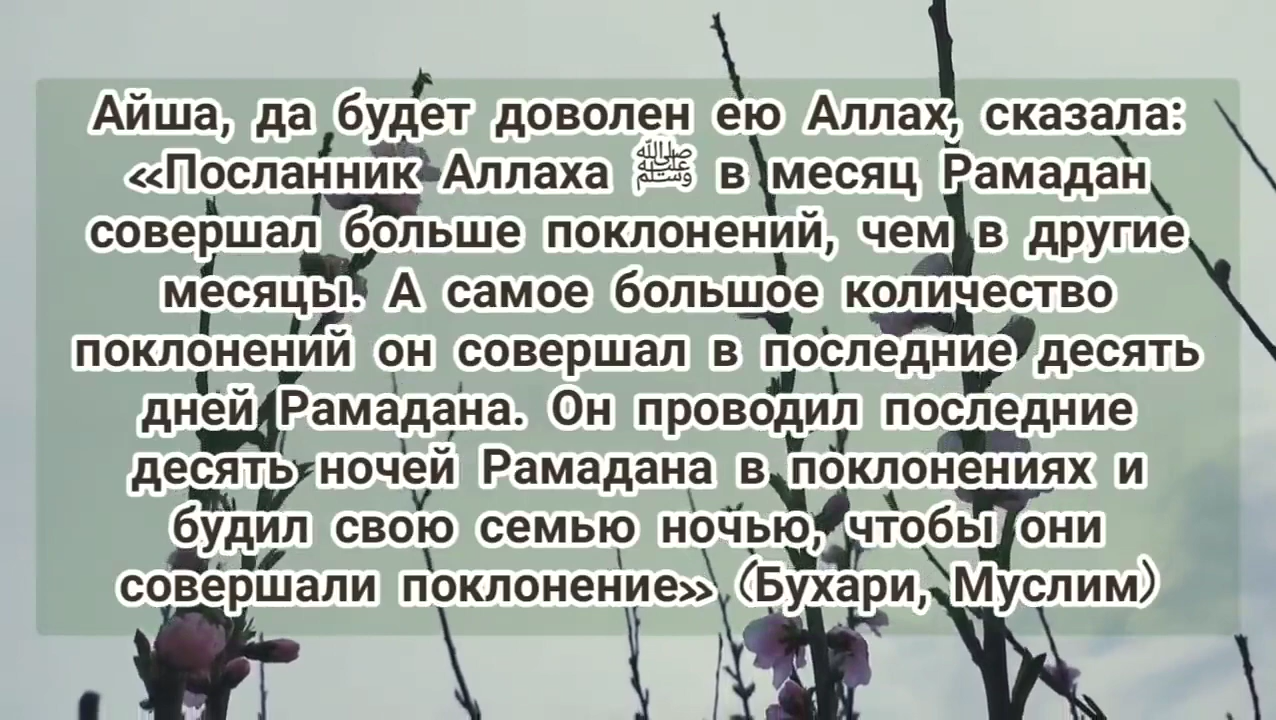 Айша, да будет доволен ею Аллах, сказала:
«Посланник Аллаха ﷺ в месяц Рамадан
совершал больше поклонений, чем в другие
месяцы. А самое большое количество
поклонений он совершал в последние десять
дней Рамадана. Он проводил последние
десять ночей Рамадана в поклонениях и
будил свою семью ночью, чтобы они
совершали поклонение» (Бухари, Муслим)